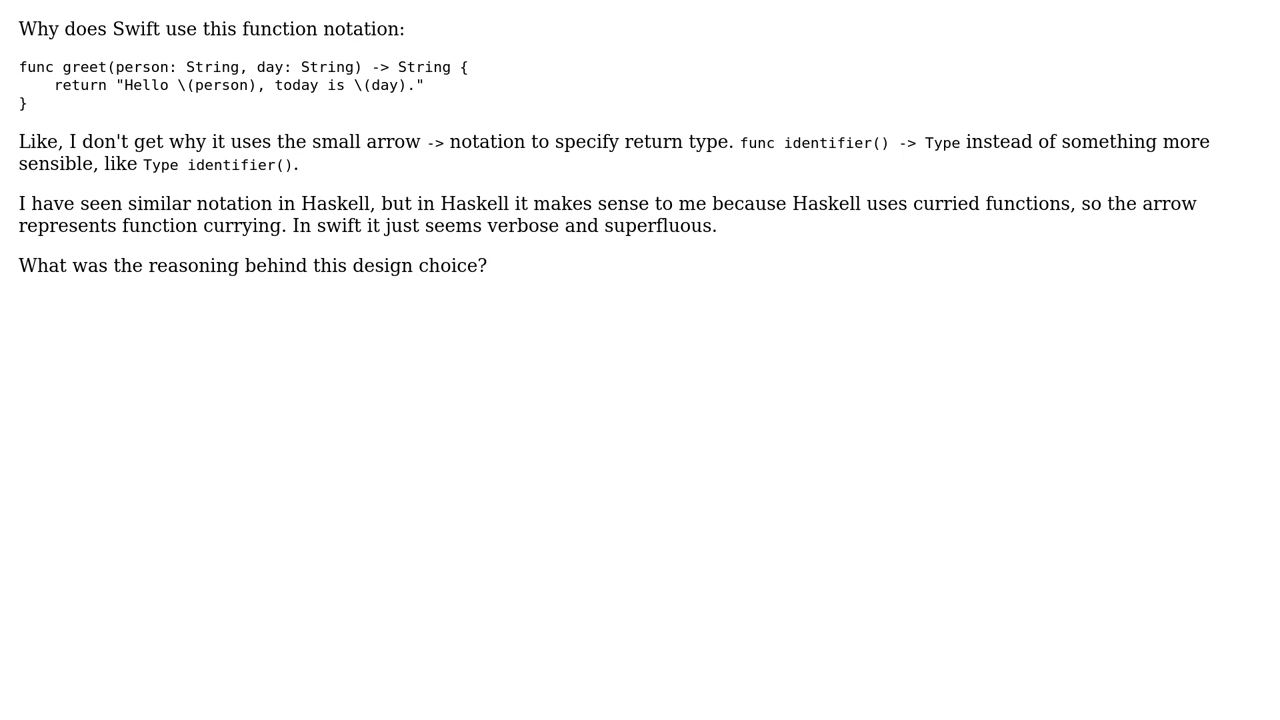 Why does Swift use this function notation:
func greet(person: String, day: String) -> String {
    return "Hello \(person), today is \(day)."
}
Like, I don't get why it uses the small arrow -> notation to specify return type. func identifier() -> Type instead of something more
sensible, like Type identifier().
I have seen similar notation in Haskell, but in Haskell it makes sense to me because Haskell uses curried functions, so the arrow
represents function currying. In swift it just seems verbose and superfluous.
What was the reasoning behind this design choice?